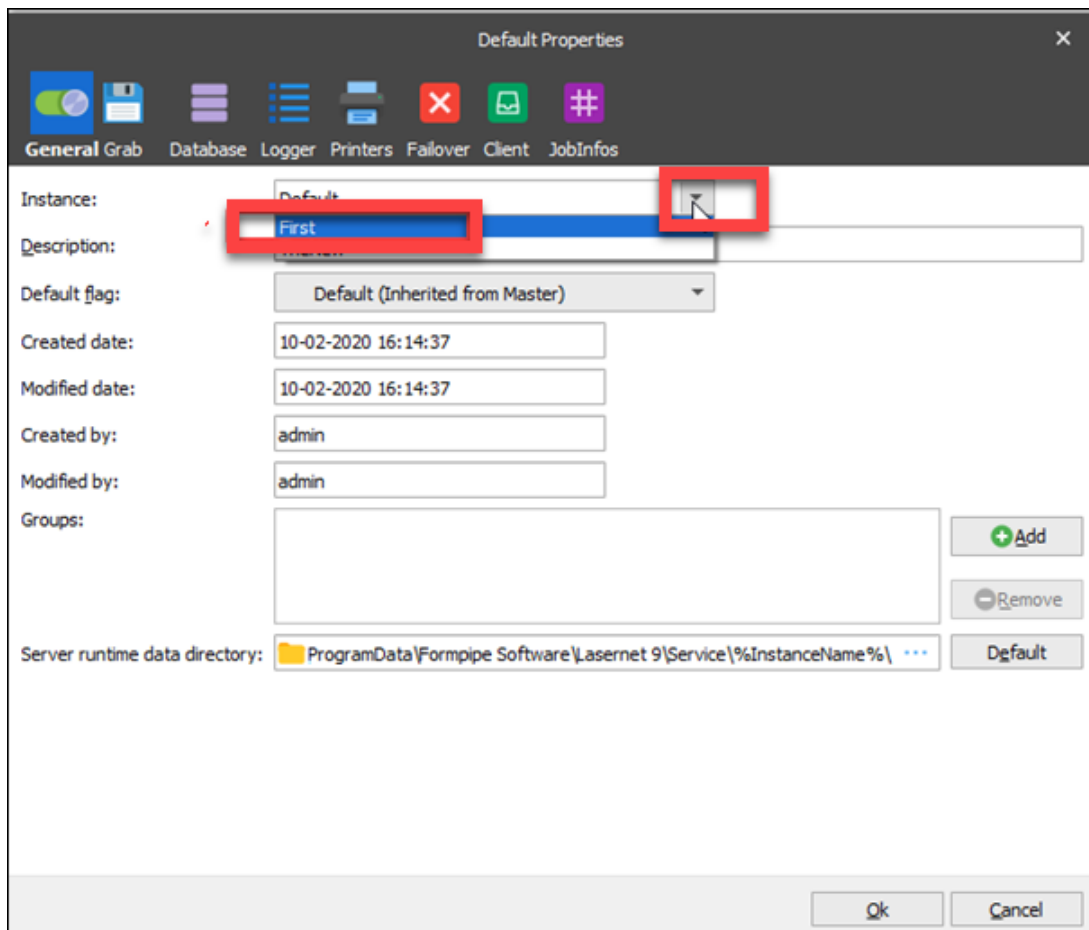 Default Properties
General Grab Database Logger Printers Failover Client JobInfos
Instance: Default
First
Description:
Default flag: Default (Inherited from Master)
Created date: 10-02-2020 16:14:37
Modified date: 10-02-2020 16:14:37
Created by: admin
Modified by: admin
Groups:
Add
Remove
Server runtime data directory: ProgramData\Formpipe Software\Lasernet 9\Service\%InstanceName%\ ... Default
Ok Cancel